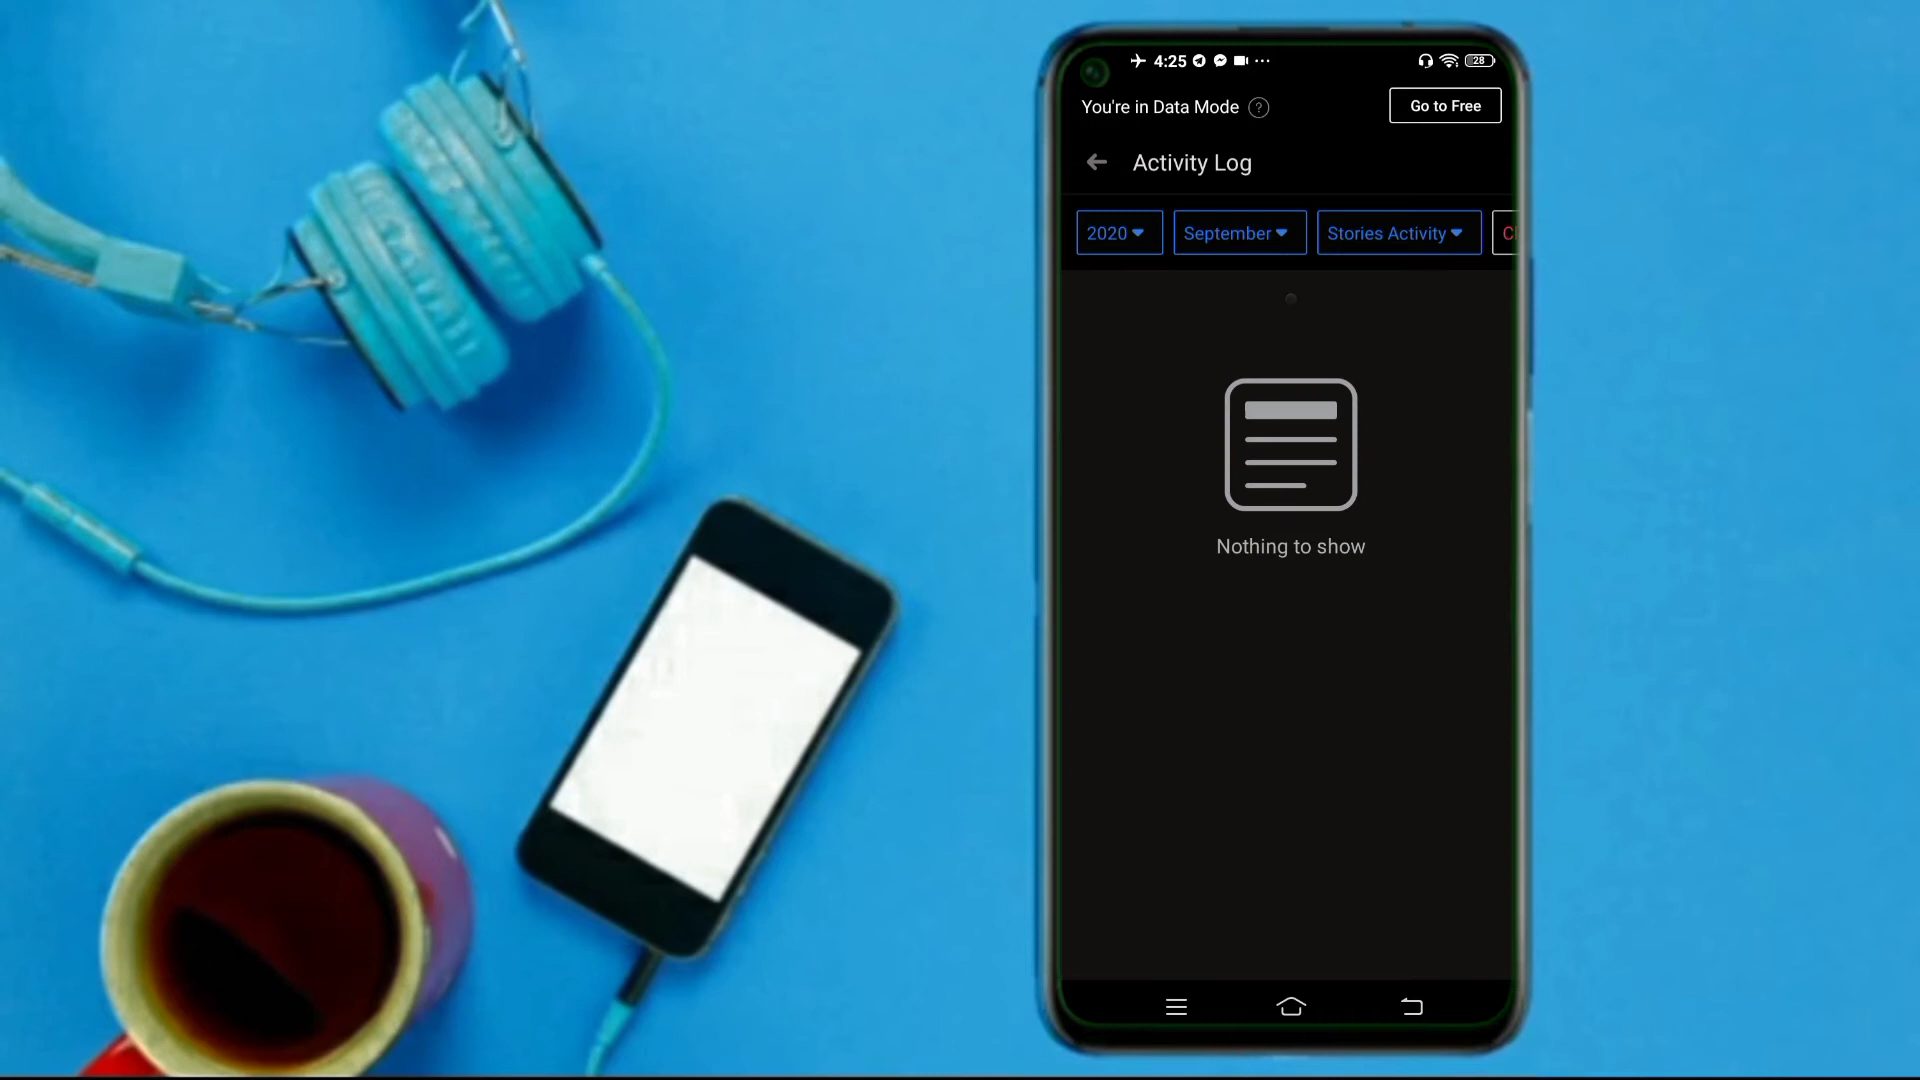 4:25
28
You're in Data Mode ?
Go to Free
Activity Log
2020
September
Stories Activity
Nothing to show